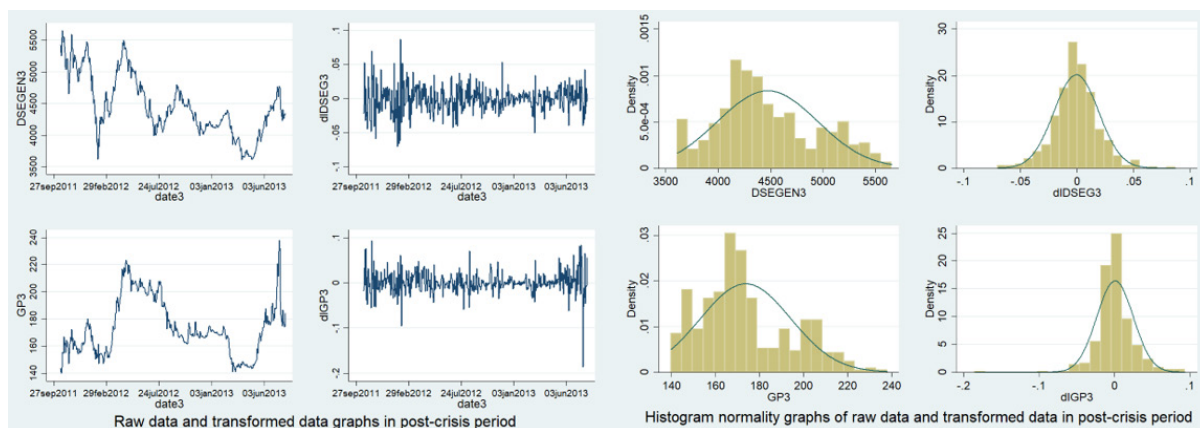 DSEGEN3
5500
5000
4500
4000
3500
27sep2011 29feb2012 24jul2012 03jan2013 03jun2013
date3
dlDSEG3
.1
.05
0
-.05
-.1
27sep2011 29feb2012 24jul2012 03jan2013 03jun2013
date3
GP3
240
220
200
180
160
140
27sep2011 29feb2012 24jul2012 03jan2013 03jun2013
date3
dlGP3
.1
0
-.1
-.2
27sep2011 29feb2012 24jul2012 03jan2013 03jun2013
date3
Raw data and transformed data graphs in post-crisis period
Density
.0015
.001
5.0e-04
0
3500 4000 4500 5000 5500
DSEGEN3
Density
30
20
10
0
-.1 -.05 0 .05 .1
dlDSEG3
Density
.03
.02
.01
0
140 160 180 200 220 240
GP3
Density
25
20
15
10
5
0
-.2 -.1 0 .1
dlGP3
Histogram normality graphs of raw data and transformed data in post-crisis period